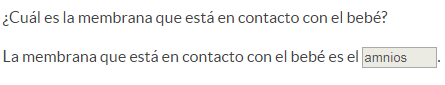 ¿Cuál es la membrana que está en contacto con el bebé?
La membrana que está en contacto con el bebé es el amnios.